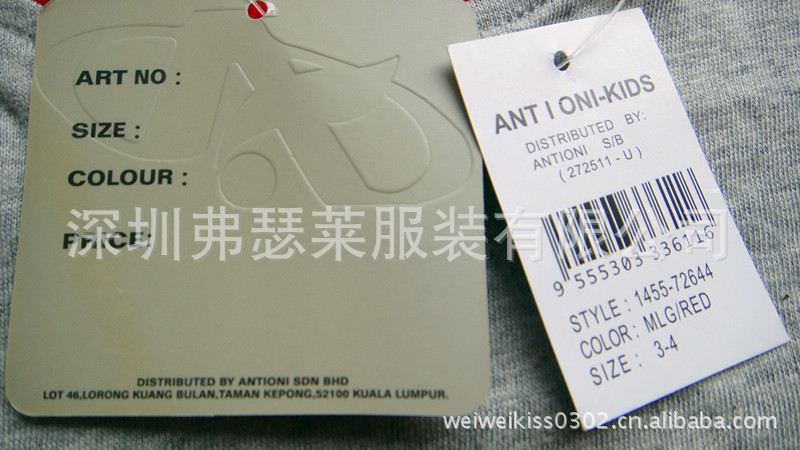 ART NO :
SIZE :
COLOUR :
PRICE:
DISTRIBUTED BY ANTIONI SDN BHD
LOT 46,LORONG KUANG BULAN,TAMAN KEPONG,52100 KUALA LUMPUR.
ANT I ONI-KIDS
DISTRIBUTED BY:
ANTIONI S/B
( 272511 - U )
9 555303 336116
STYLE : 1455-72644
COLOR: MLG/RED
SIZE : 3-4
深圳弗瑟莱服装有限公司
weiweikiss0302.cn.alibaba.com